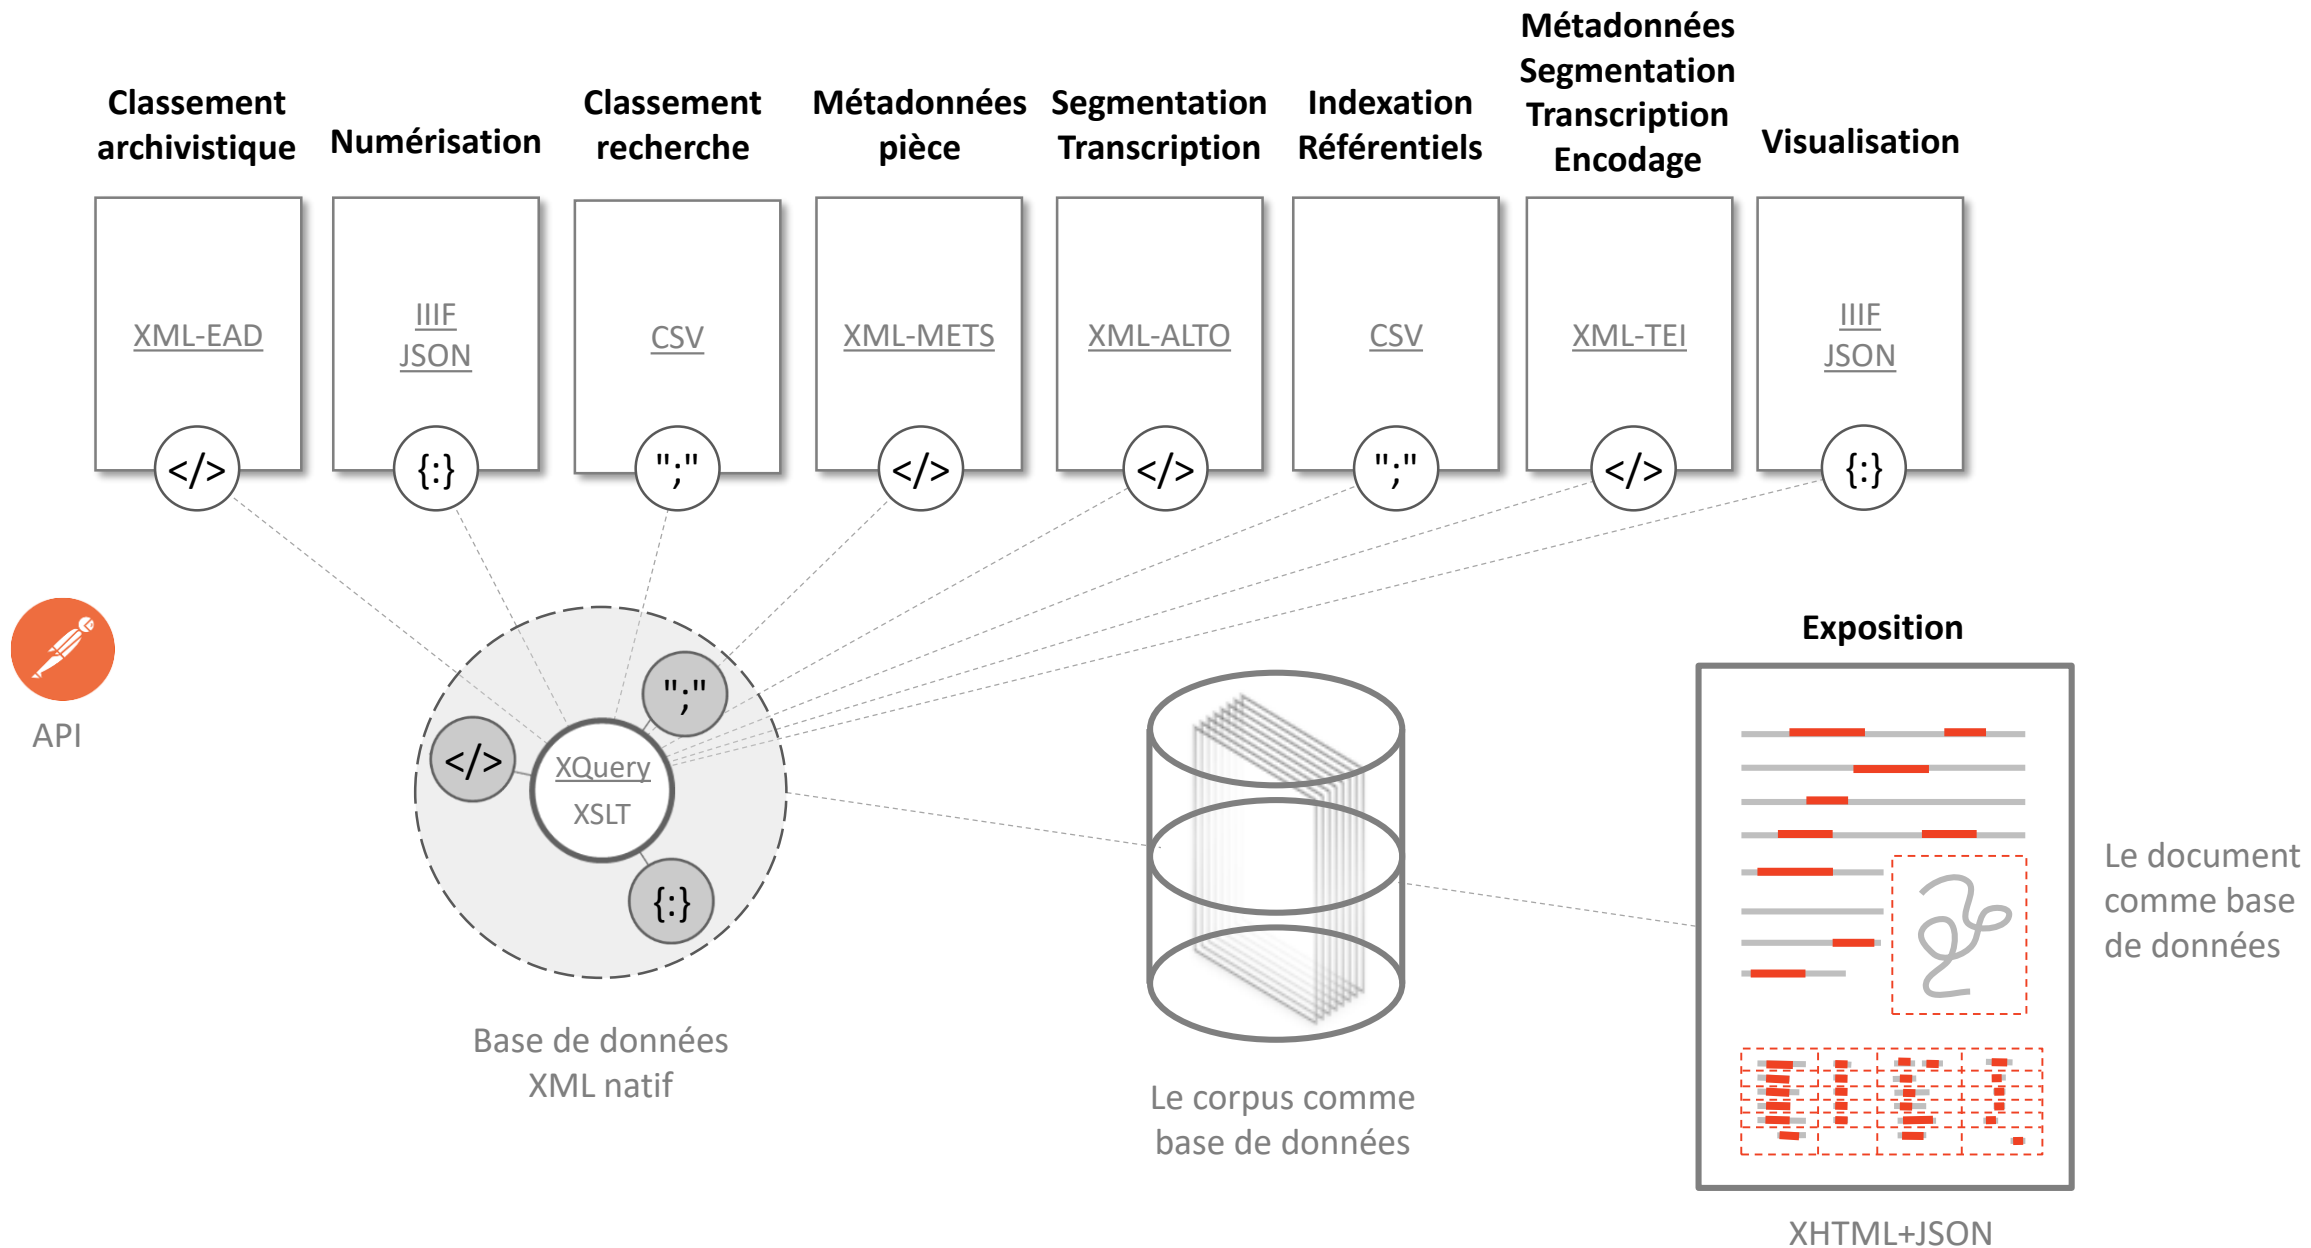 Classement
archivistique
Numérisation
Classement
recherche
Métadonnées
pièce
Segmentation
Transcription
Indexation
Référentiels
Métadonnées
Segmentation
Transcription
Encodage
Visualisation
XML-EAD
IIIF
JSON
CSV
XML-METS
XML-ALTO
CSV
XML-TEI
IIIF
JSON
</>
{:}
";"
</>
</>
";"
</>
{:}
API
";"
</>
XQuery
XSLT
{:}
Base de données
XML natif
Le corpus comme
base de données
Exposition
Le document
comme base
de données
XHTML+JSON